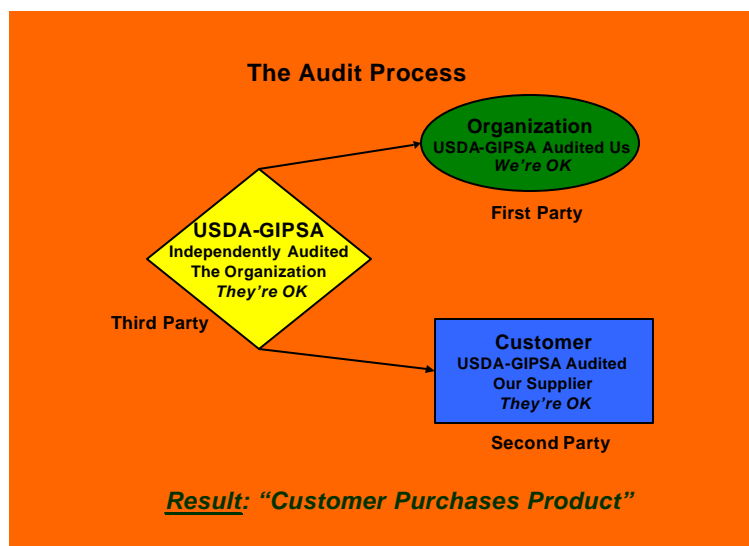 The Audit Process
Organization
USDA-GIPSA Audited Us
We're OK
First Party
USDA-GIPSA
Independently Audited
The Organization
They're OK
Third Party
Customer
USDA-GIPSA Audited
Our Supplier
They're OK
Second Party
Result: “Customer Purchases Product”